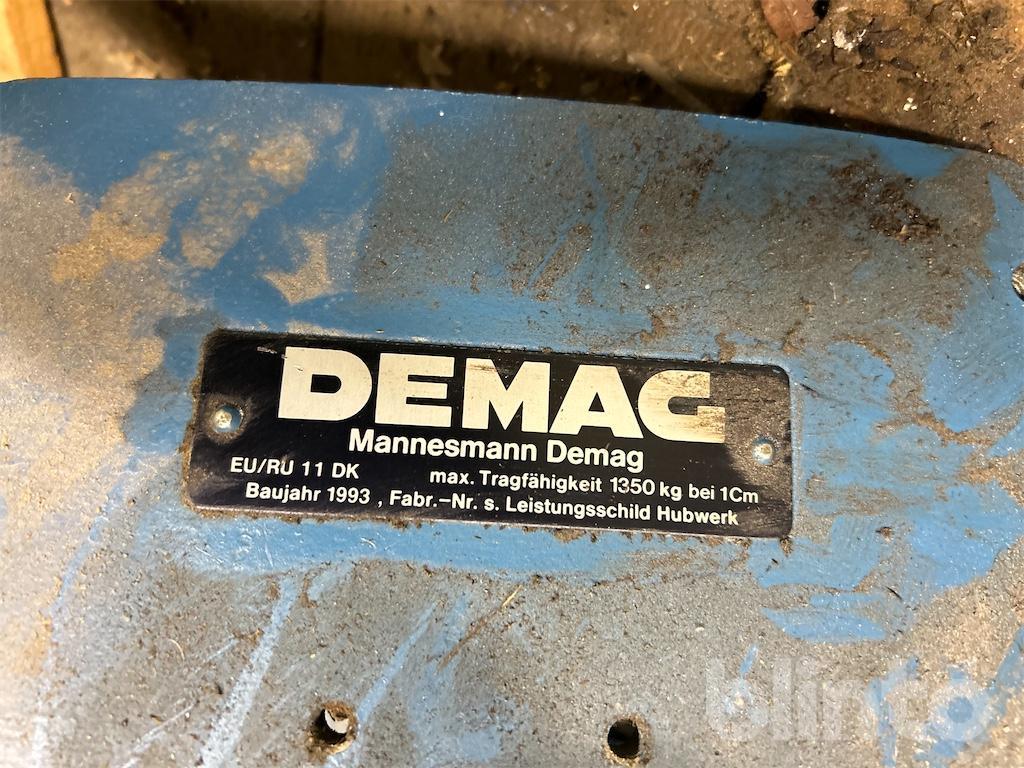 DEMAG
Mannesmann Demag
EU/RU 11 DK max. Tragfähigkeit 1350 kg bei 1Cm
Baujahr 1993 , Fabr.-Nr. s. Leistungsschild Hubwerk
blinto